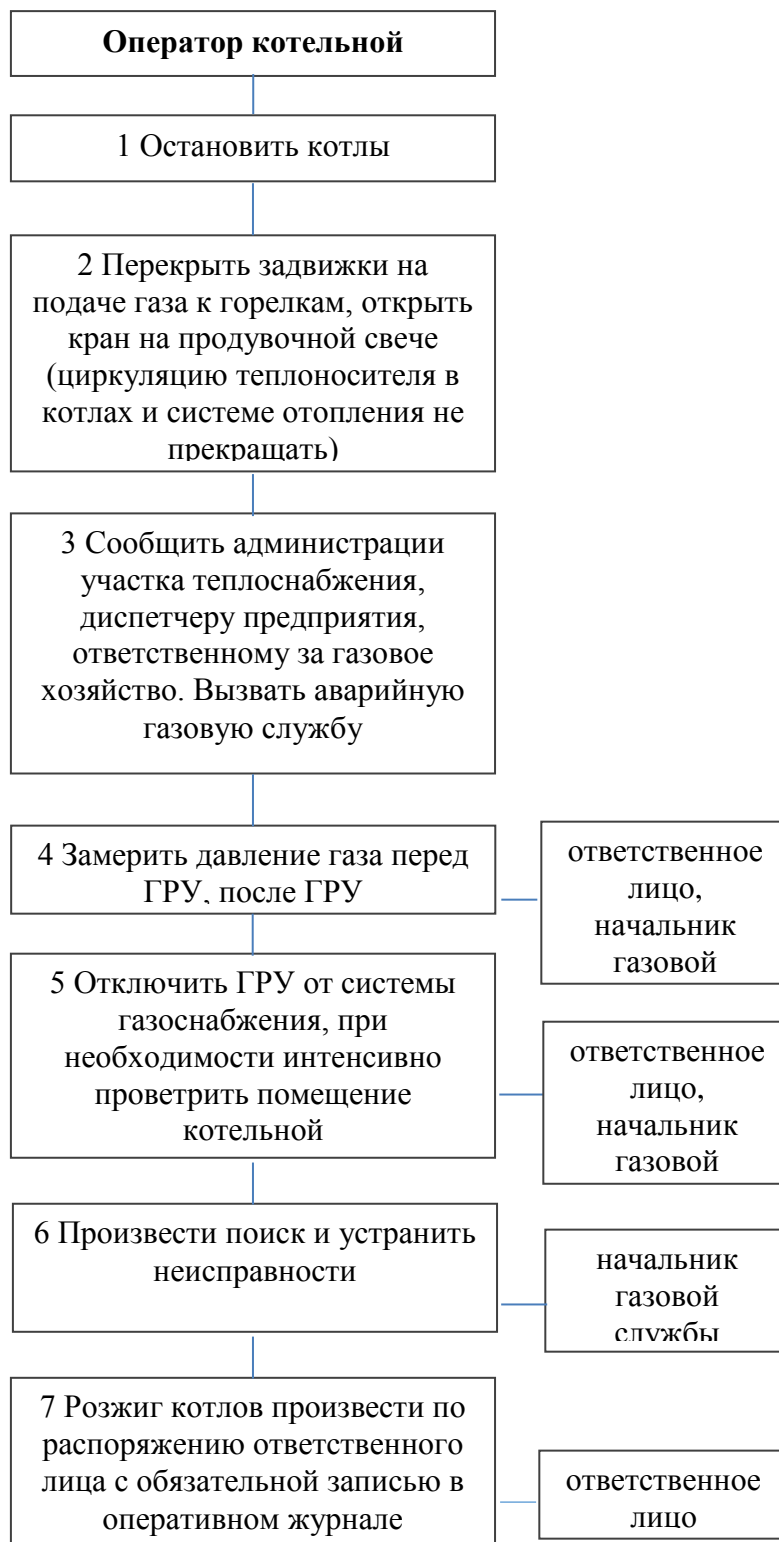 Оператор котельной
1 Остановить котлы
2 Перекрыть задвижки на
подаче газа к горелкам, открыть
кран на продувочной свече
(циркуляцию теплоносителя в
котлах и системе отопления не
прекращать)
3 Сообщить администрации
участка теплоснабжения,
диспетчеру предприятия,
ответственному за газовое
хозяйство. Вызвать аварийную
газовую службу
4 Замерить давление газа перед
ГРУ, после ГРУ
ответственное
лицо,
начальник
газовой
5 Отключить ГРУ от системы
газоснабжения, при
необходимости интенсивно
проветрить помещение
котельной
ответственное
лицо,
начальник
газовой
6 Произвести поиск и устранить
неисправности
начальник
газовой
службы
7 Розжиг котлов произвести по
распоряжению ответственного
лица с обязательной записью в
оперативном журнале
ответственное
лицо